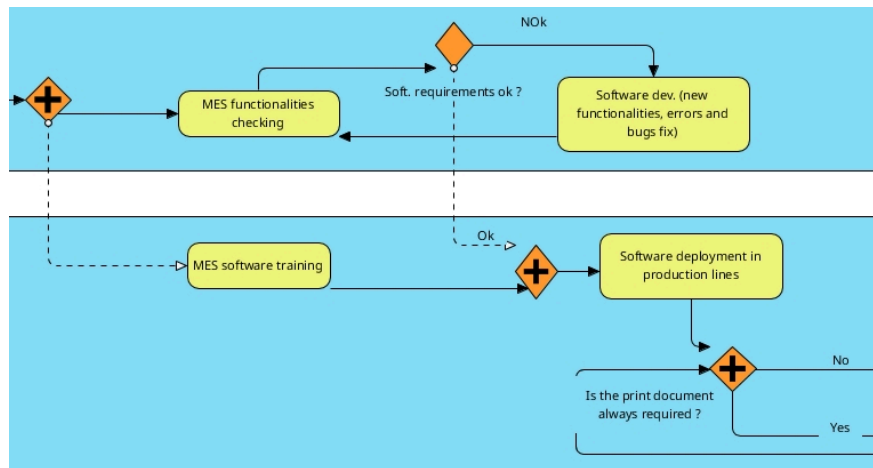 NOk
MES functionalities
checking
Soft. requirements ok ?
Software dev. (new
functionalities, errors and
bugs fix)
Ok
MES software training
Software deployment in
production lines
No
Is the print document
always required ?
Yes